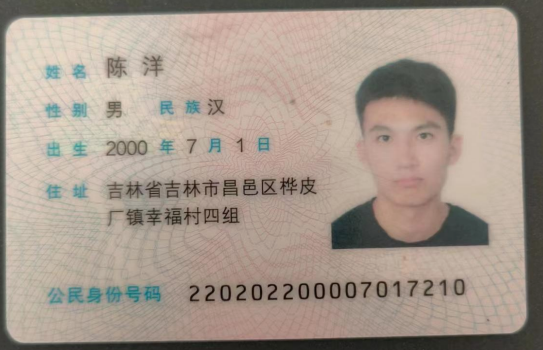 姓名 陈洋
性别 男 民族 汉
出生 2000 年 7 月 1 日
住址 吉林省吉林市昌邑区桦皮
厂镇幸福村四组
公民身份号码 220202200007017210